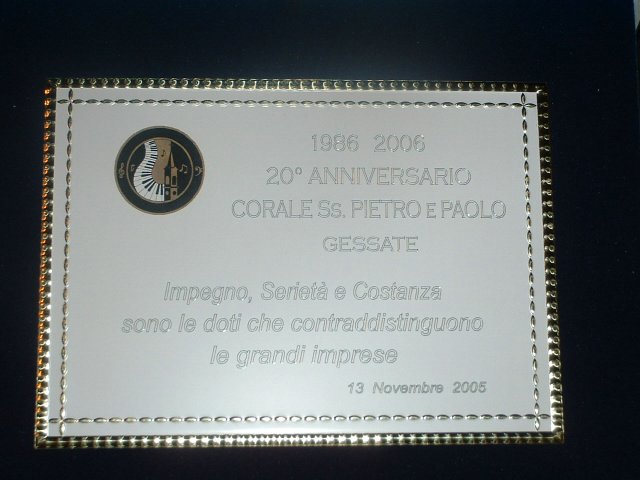 1986 2006
20° ANNIVERSARIO
CORALE Ss. PIETRO E PAOLO
GESSATE
Impegno, Serietà e Costanza
sono le doti che contraddistinguono
le grandi imprese
13 Novembre 2005